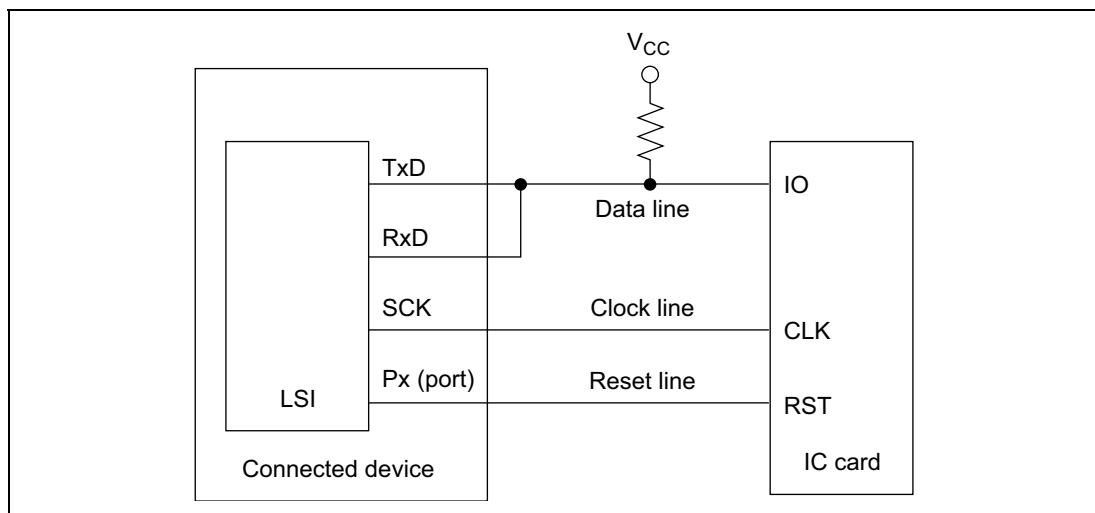 V_CC
TxD
IO
Data line
RxD
SCK
Clock line
CLK
Px (port)
Reset line
LSI
RST
Connected device
IC card